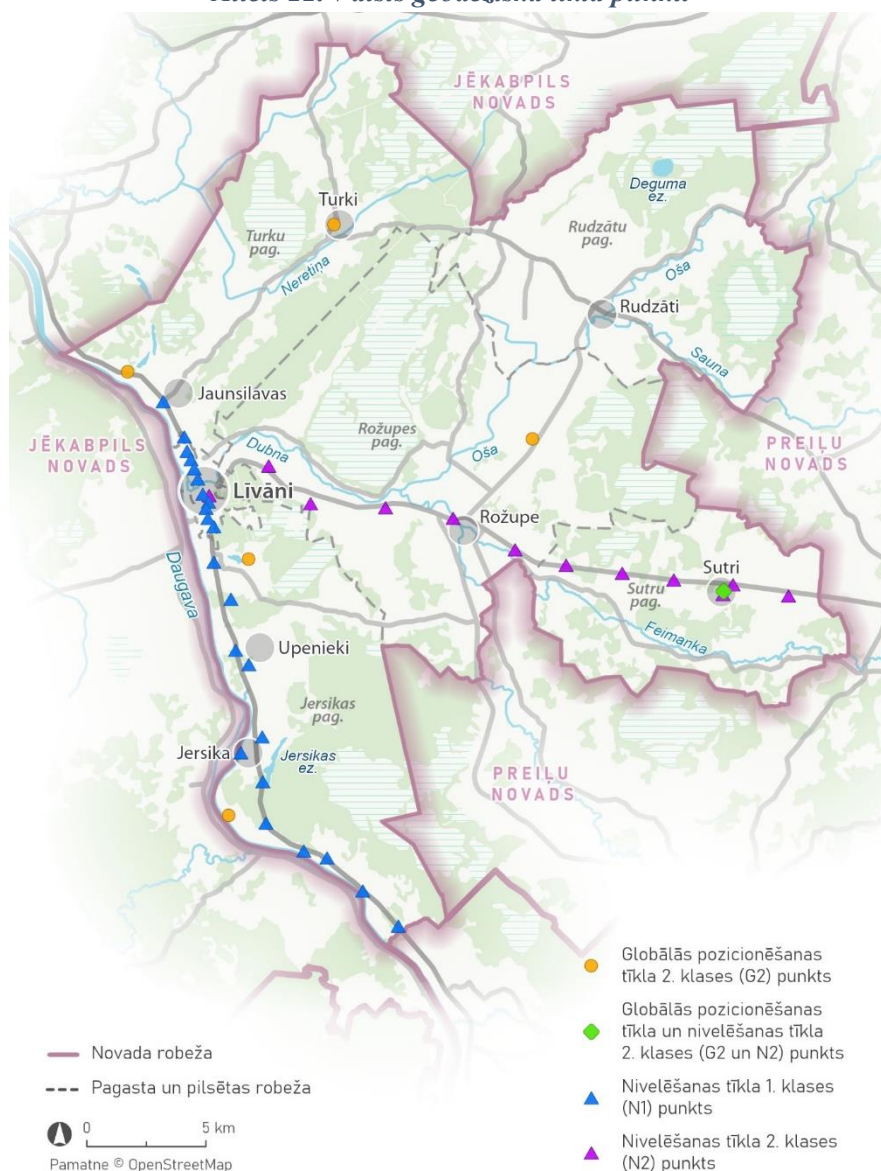 JĒKABPILS
NOVADS
Deguma
ez.
Turki
Turku
pag.
Rudzātu
pag.
Neretiņa
Oša
Rudzāti
Sauna
Jaunsilavas
Rožupes
pag.
JĒKABPILS
NOVADS
Dubna
Oša
PREIĻU
NOVADS
Līvāni
Rožupe
Sutri
Sutru
pag.
Daugava
Feimanka
Upenieki
Jersikas
pag.
Jersika
Jersikas
ez.
PREIĻU
NOVADS
Globālās pozicionēšanas
tīkla 2. klases (G2) punkts
Globālās pozicionēšanas
tīkla un nivelēšanas tīkla
2. klases (G2 un N2) punkts
Novada robeža
Pagasta un pilsētas robeža
Nivelēšanas tīkla 1. klases
(N1) punkts
0 5 km
Nivelēšanas tīkla 2. klases
(N2) punkts
Pamatne © OpenStreetMap